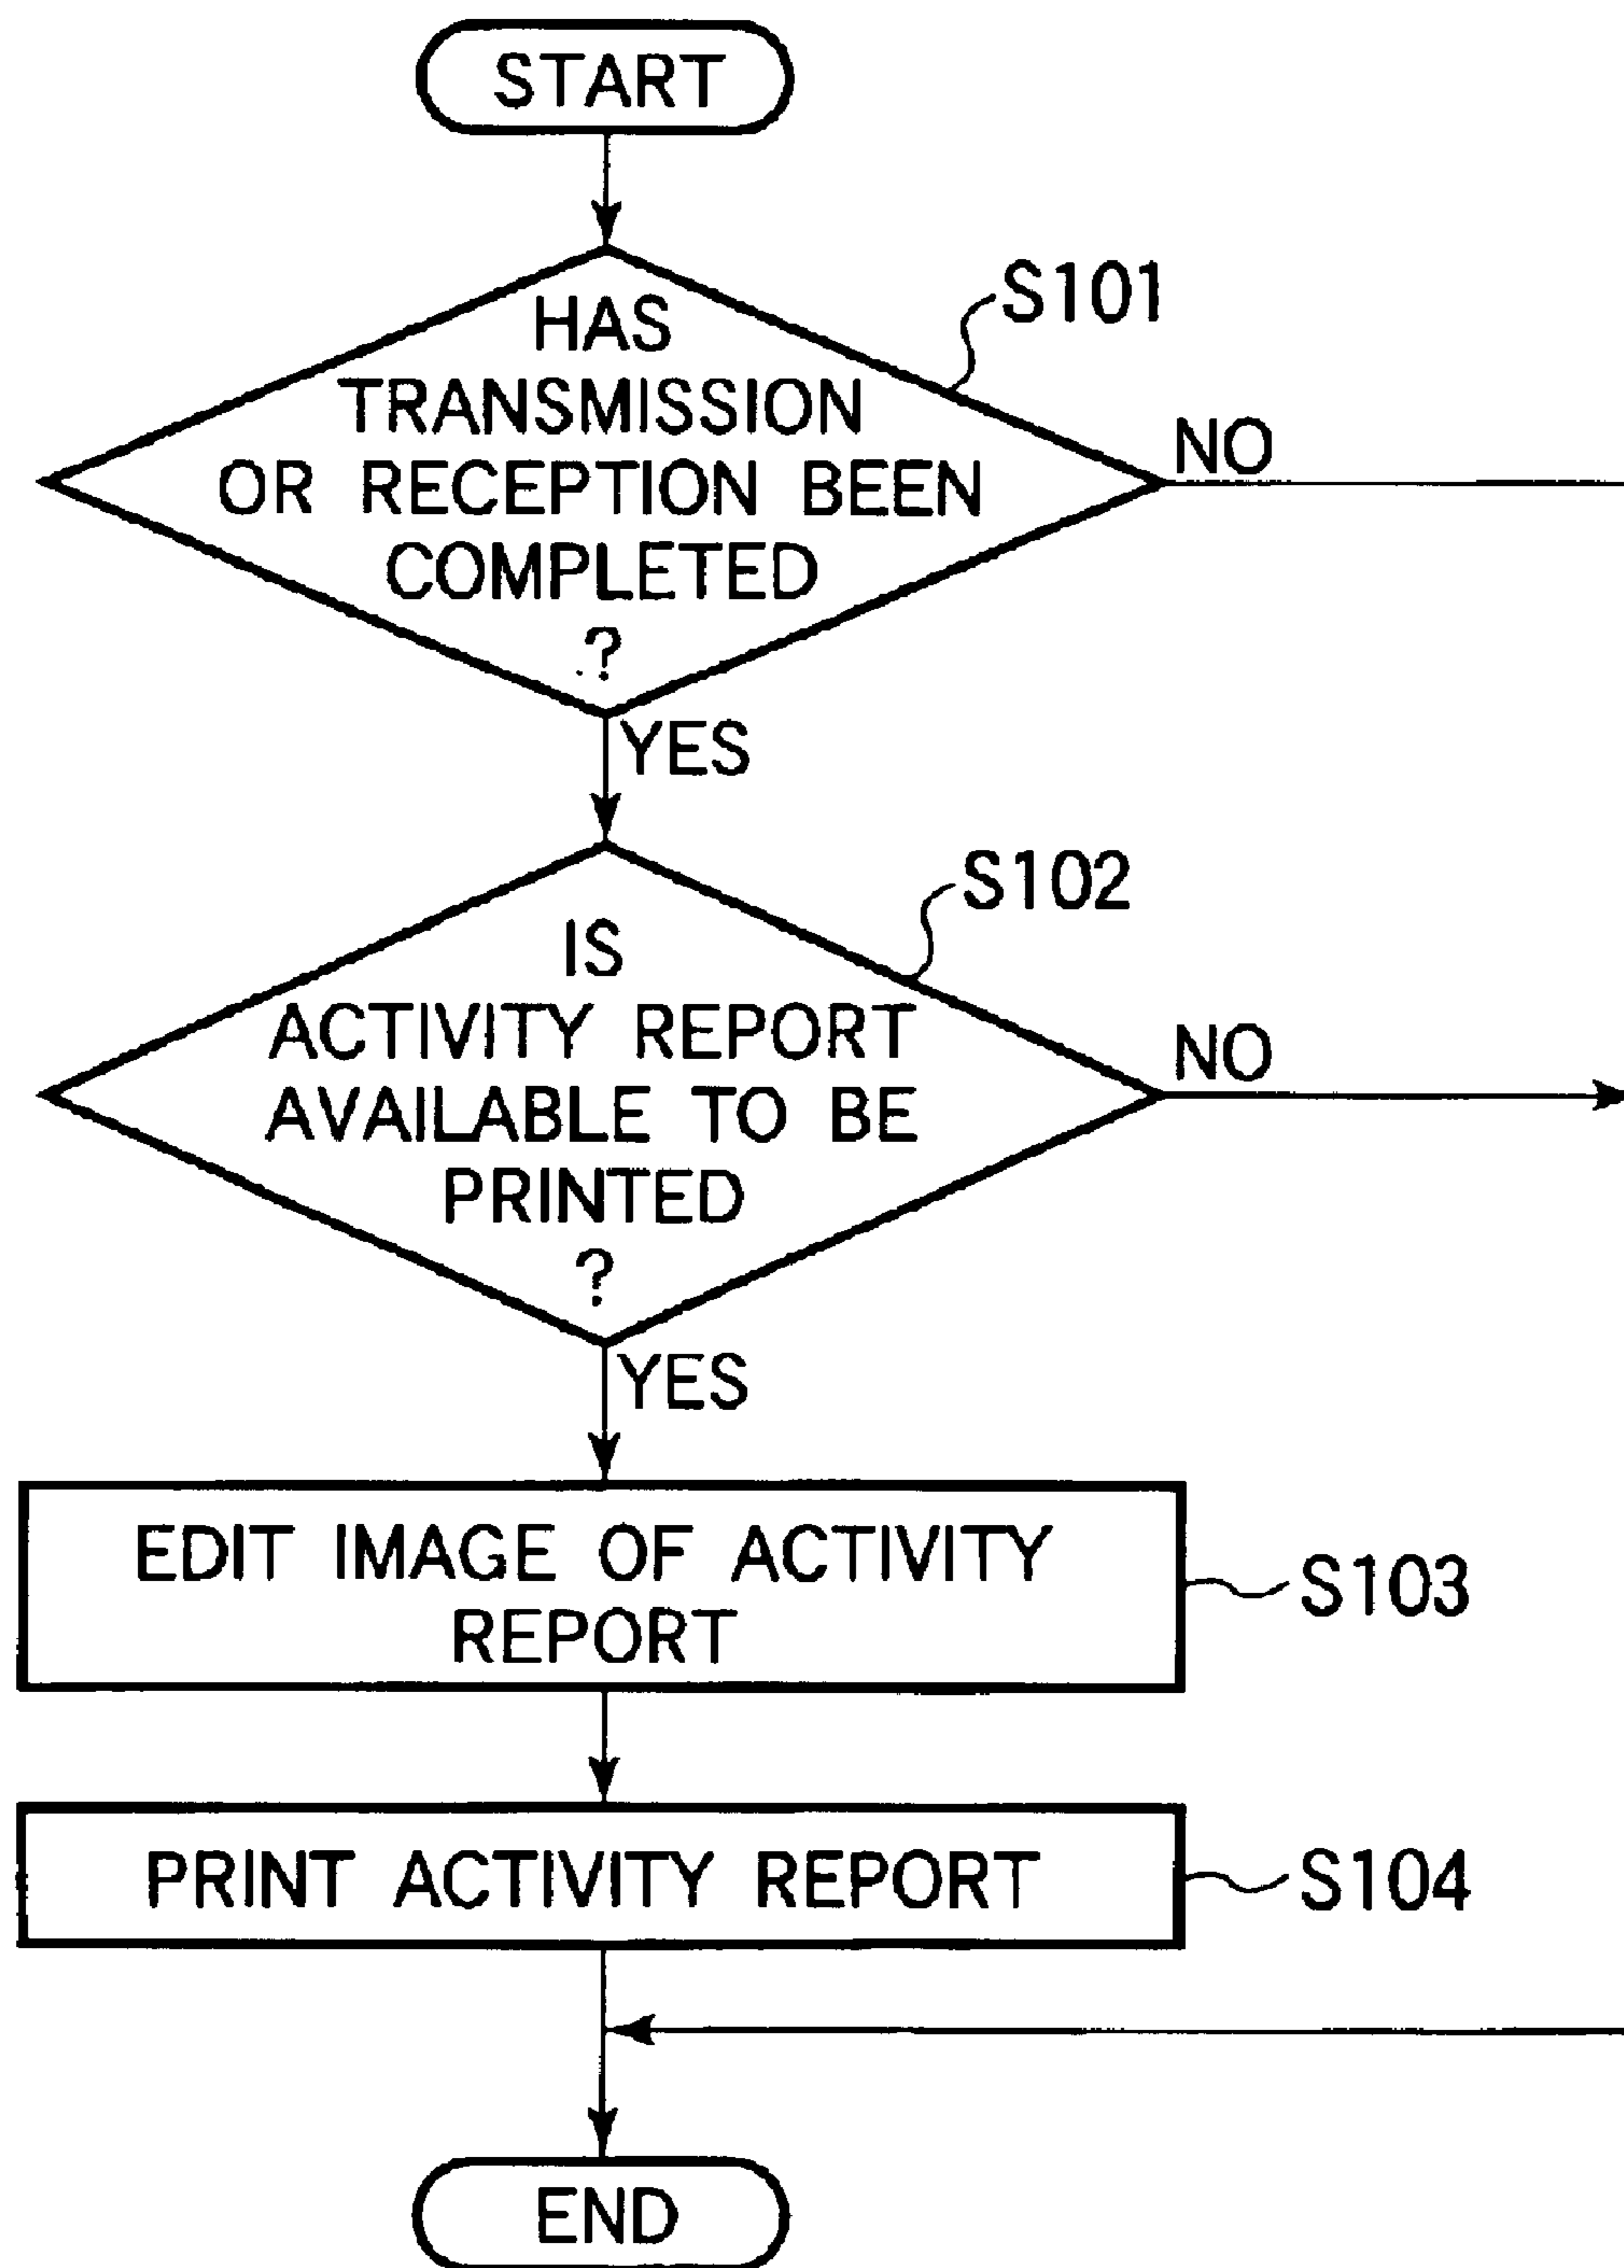 START
HAS
TRANSMISSION
OR RECEPTION BEEN
COMPLETED
?
S101
NO
YES
IS
ACTIVITY REPORT
AVAILABLE TO BE
PRINTED
?
S102
NO
YES
EDIT IMAGE OF ACTIVITY
REPORT
S103
PRINT ACTIVITY REPORT
S104
END